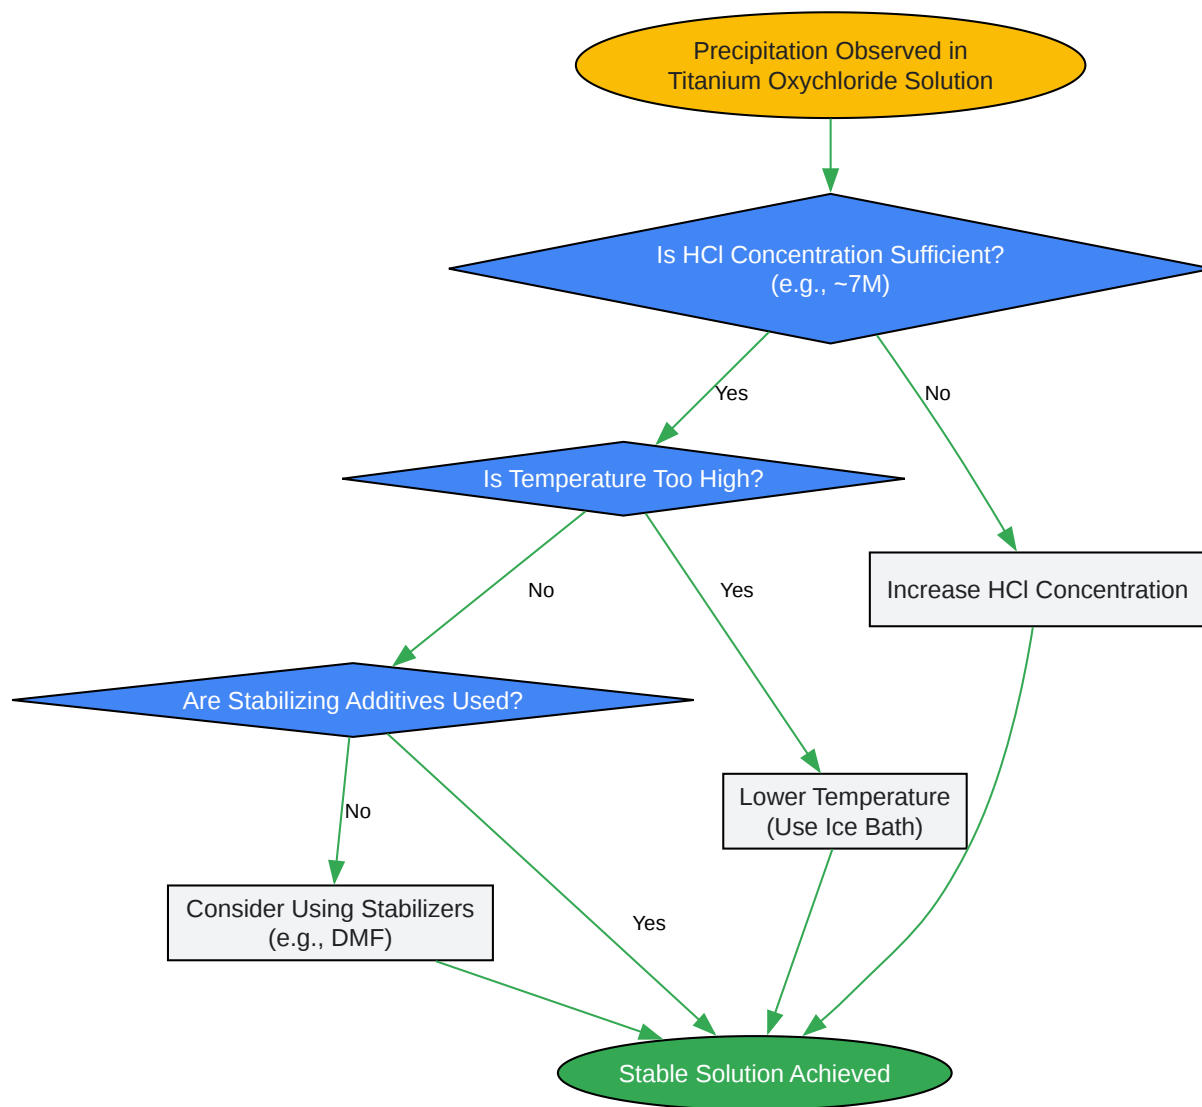 Precipitation Observed in
Titanium Oxychloride Solution
Is HCl Concentration Sufficient?
(e.g., ~7M)
Yes
No
Is Temperature Too High?
No
Yes
Increase HCl Concentration
Are Stabilizing Additives Used?
Lower Temperature
(Use Ice Bath)
No
Consider Using Stabilizers
(e.g., DMF)
Yes
Stable Solution Achieved